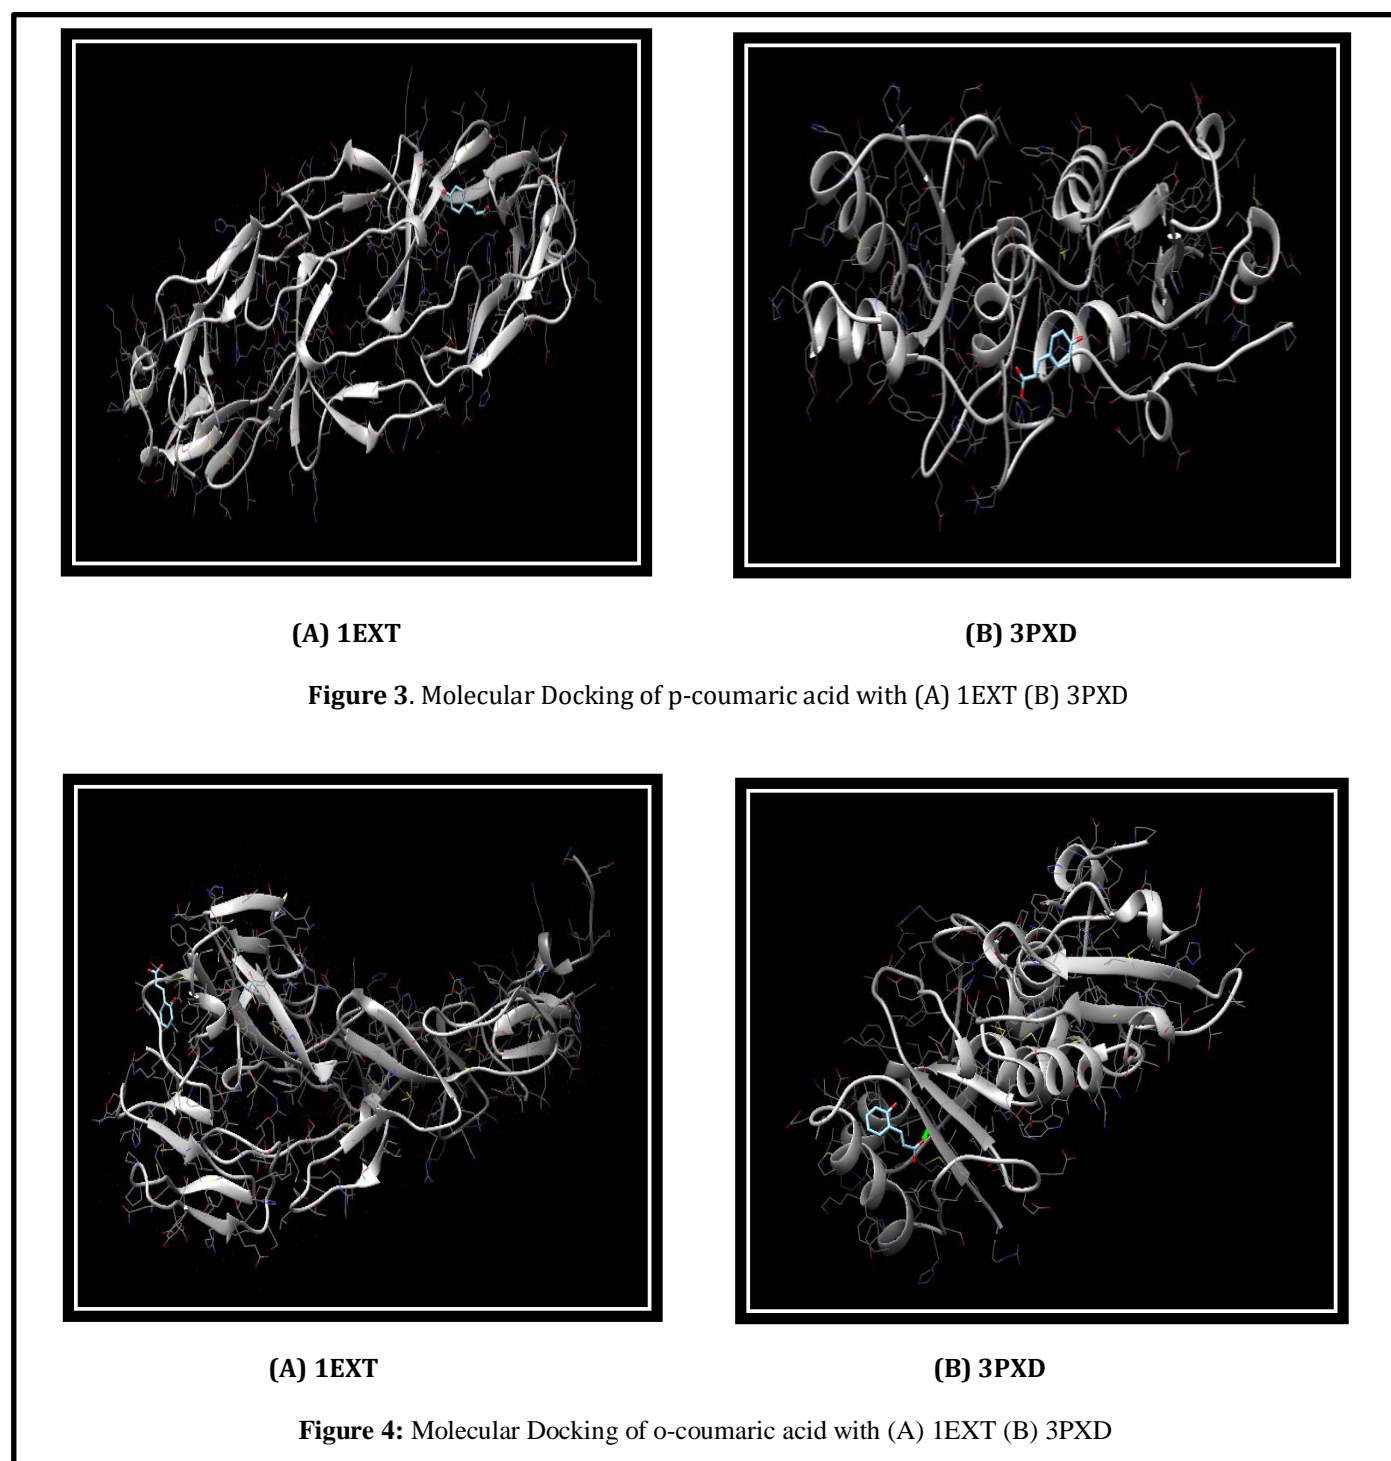 (A) 1EXT
(B) 3PXD
Figure 3. Molecular Docking of p-coumaric acid with (A) 1EXT (B) 3PXD
(A) 1EXT
(B) 3PXD
Figure 4: Molecular Docking of o-coumaric acid with (A) 1EXT (B) 3PXD